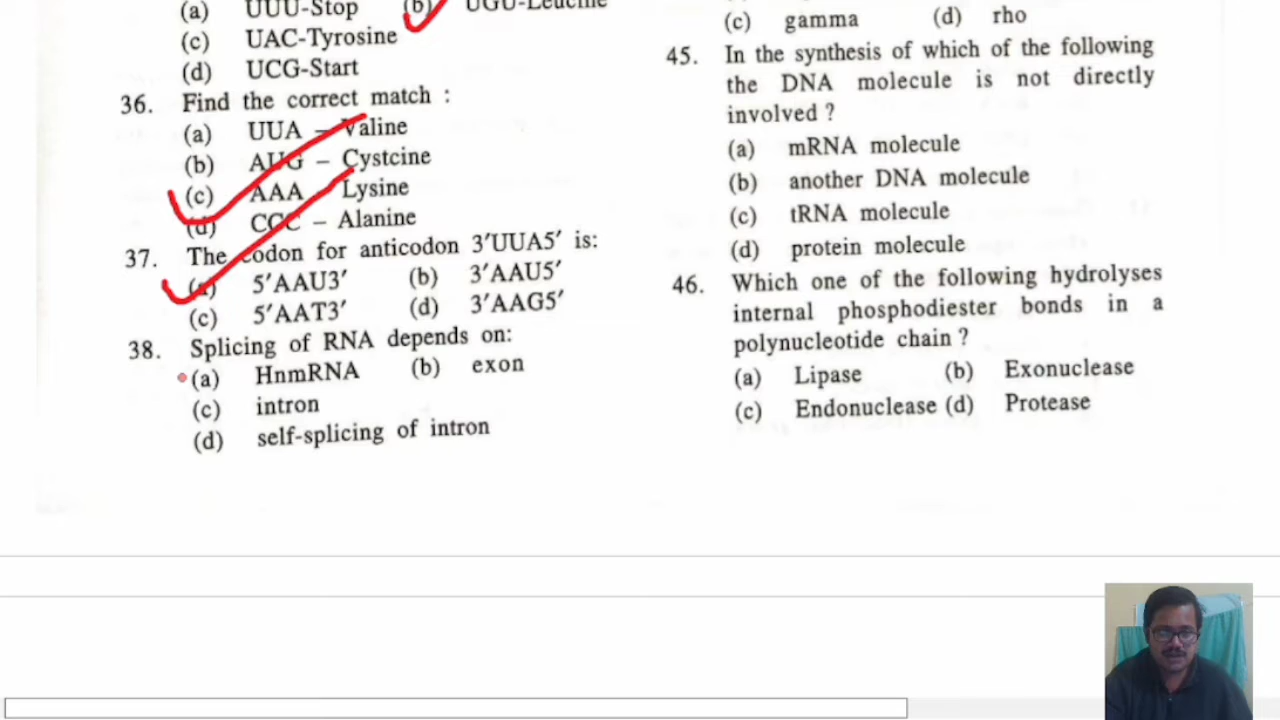 (a) UUU-Stop (b) UGU-Leucine
(c) UAC-Tyrosine
(d) UCG-Start
36. Find the correct match :
(a) UUA – Valine
(b) AUG – Cystcine
(c) AAA – Lysine
(d) CCC – Alanine
37. The codon for anticodon 3′UUA5′ is:
(a) 5′AAU3′ (b) 3′AAU5′
(c) 5′AAT3′ (d) 3′AAG5′
38. Splicing of RNA depends on:
(a) HnmRNA (b) exon
(c) intron
(d) self-splicing of intron
(c) gamma (d) rho
45. In the synthesis of which of the following
the DNA molecule is not directly
involved ?
(a) mRNA molecule
(b) another DNA molecule
(c) tRNA molecule
(d) protein molecule
46. Which one of the following hydrolyses
internal phosphodiester bonds in a
polynucleotide chain ?
(a) Lipase (b) Exonuclease
(c) Endonuclease (d) Protease